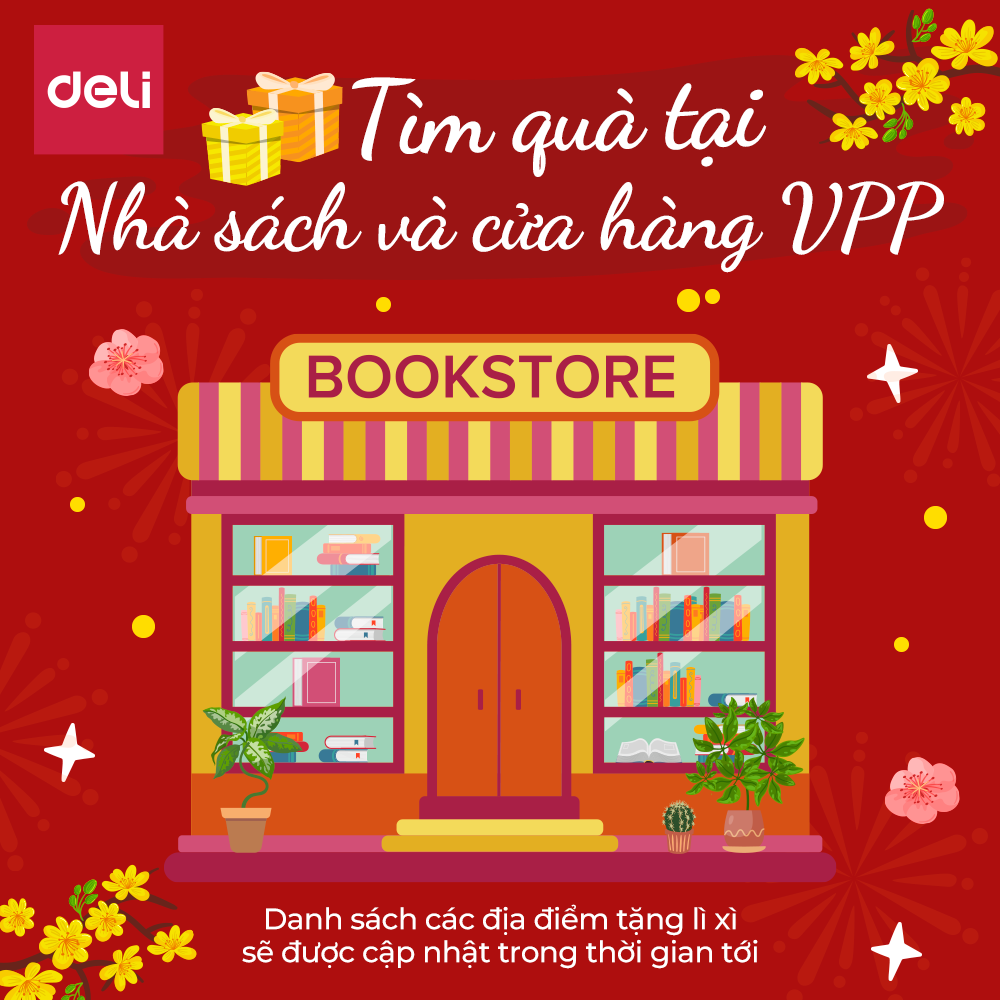 deli
Tìm quà tại
Nhà sách và cửa hàng VPP
BOOKSTORE
Danh sách các địa điểm tặng lì xì
sẽ được cập nhật trong thời gian tới